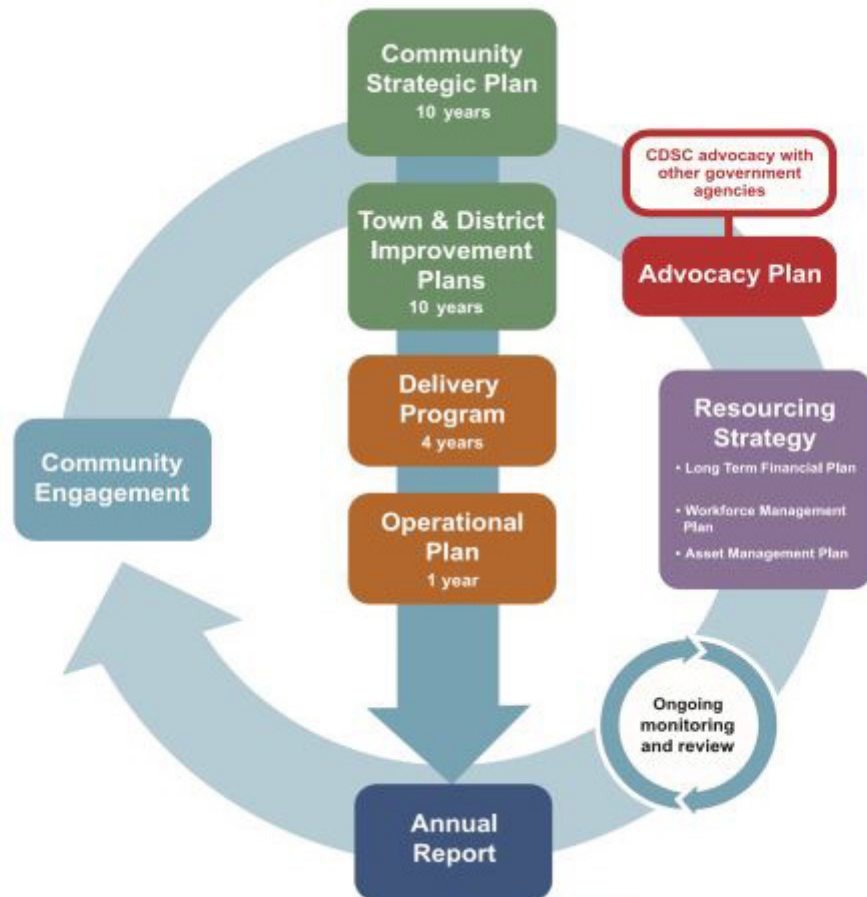 Community
Strategic Plan
10 years
CDSC advocacy with
other government
agencies
Advocacy Plan
Town & District
Improvement
Plans
10 years
Delivery
Program
4 years
Resourcing
Strategy
• Long Term Financial Plan
• Workforce Management
Plan
• Asset Management Plan
Community
Engagement
Operational
Plan
1 year
Ongoing
monitoring
and review
Annual
Report